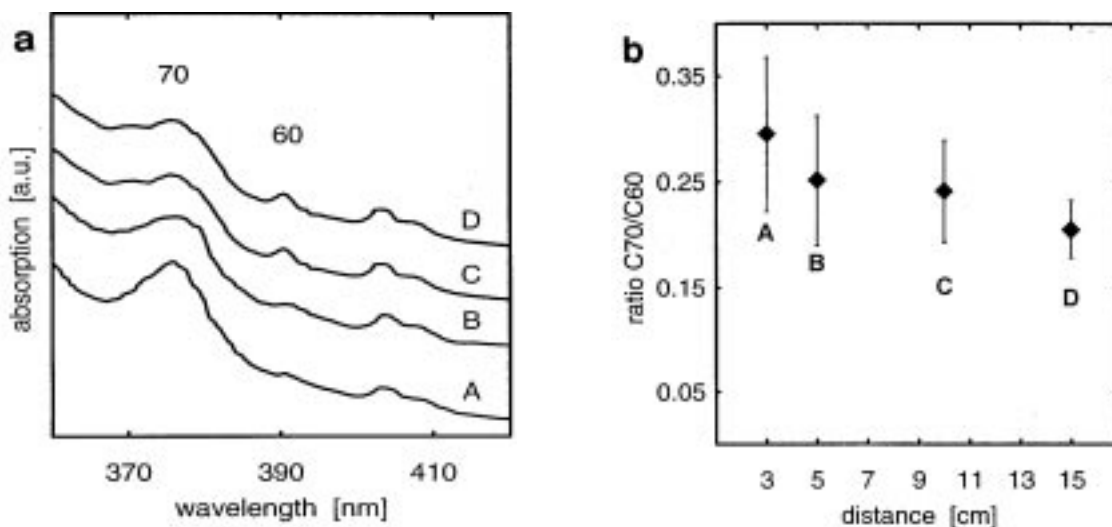 a
70
60
D
C
B
A
absorption [a.u.]
370 390 410
wavelength [nm]
b
0.35
0.25
0.15
0.05
ratio C70/C60
A
B
C
D
3 5 7 9 11 13 15
distance [cm]